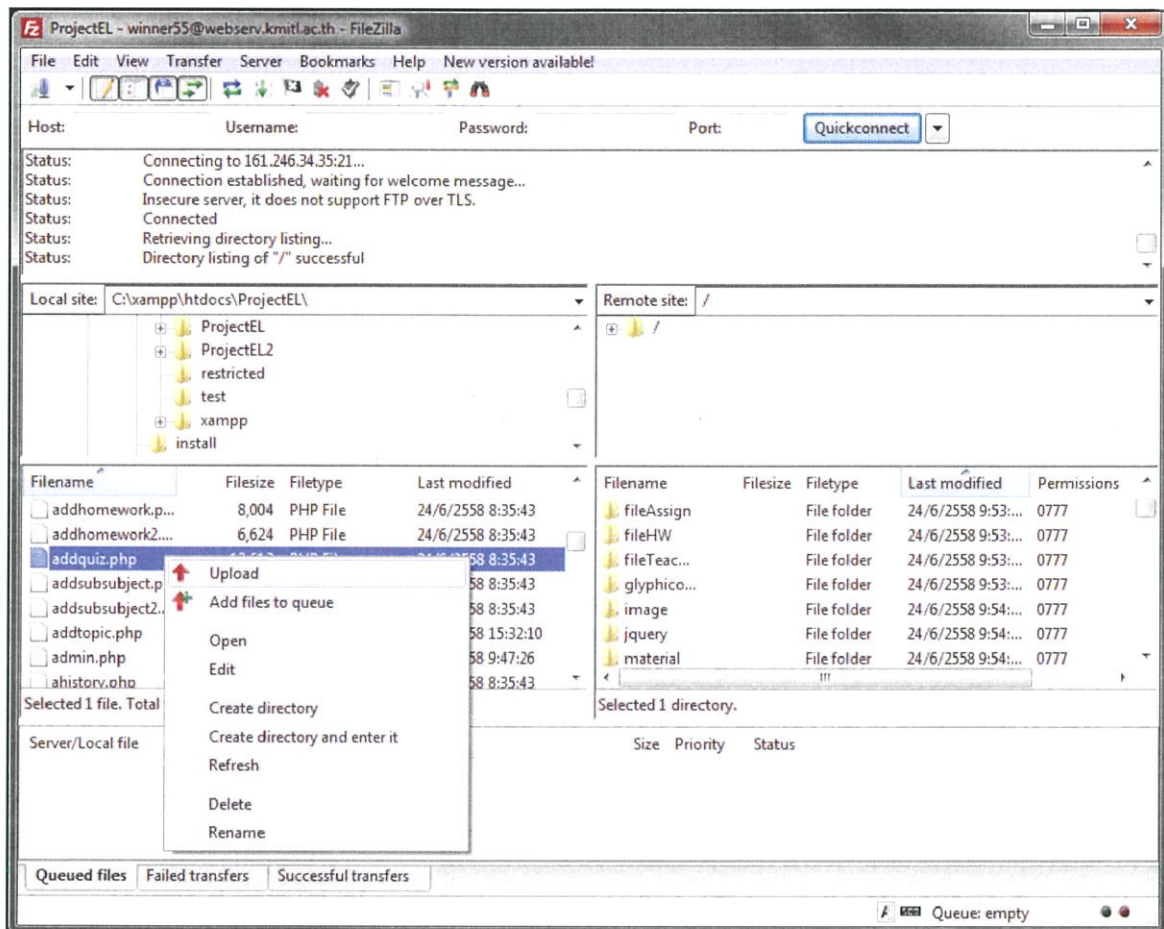 ProjectEL - winner55@webserv.kmitl.ac.th - FileZilla
File Edit View Transfer Server Bookmarks Help New version available!
Host: Username: Password: Port: Quickconnect
Status: Connecting to 161.246.34.35:21...
Status: Connection established, waiting for welcome message...
Status: Insecure server, it does not support FTP over TLS.
Status: Connected
Status: Retrieving directory listing...
Status: Directory listing of "/" successful
Local site: C:\xampp\htdocs\ProjectEL\
ProjectEL
ProjectEL2
restricted
test
xampp
install
Remote site: /
/
Filename Filesize Filetype Last modified
addhomework.p... 8,004 PHP File 24/6/2558 8:35:43
addhomework2.... 6,624 PHP File 24/6/2558 8:35:43
addquiz.php
addsubsubject.p 58 8:35:43
addsubsubject2.. 58 8:35:43
addtopic.php 58 15:32:10
admin.php 58 9:47:26
ahistory.php 58 8:35:43
Selected 1 file. Total
Upload
Add files to queue
Open
Edit
Create directory
Create directory and enter it
Refresh
Delete
Rename
Filename Filesize Filetype Last modified Permissions
fileAssign File folder 24/6/2558 9:53:... 0777
fileHW File folder 24/6/2558 9:53:... 0777
fileTeac... File folder 24/6/2558 9:53:... 0777
glyphico... File folder 24/6/2558 9:53:... 0777
image File folder 24/6/2558 9:54:... 0777
jquery File folder 24/6/2558 9:54:... 0777
material File folder 24/6/2558 9:54:... 0777
Selected 1 directory.
Server/Local file Size Priority Status
Queued files Failed transfers Successful transfers
Queue: empty